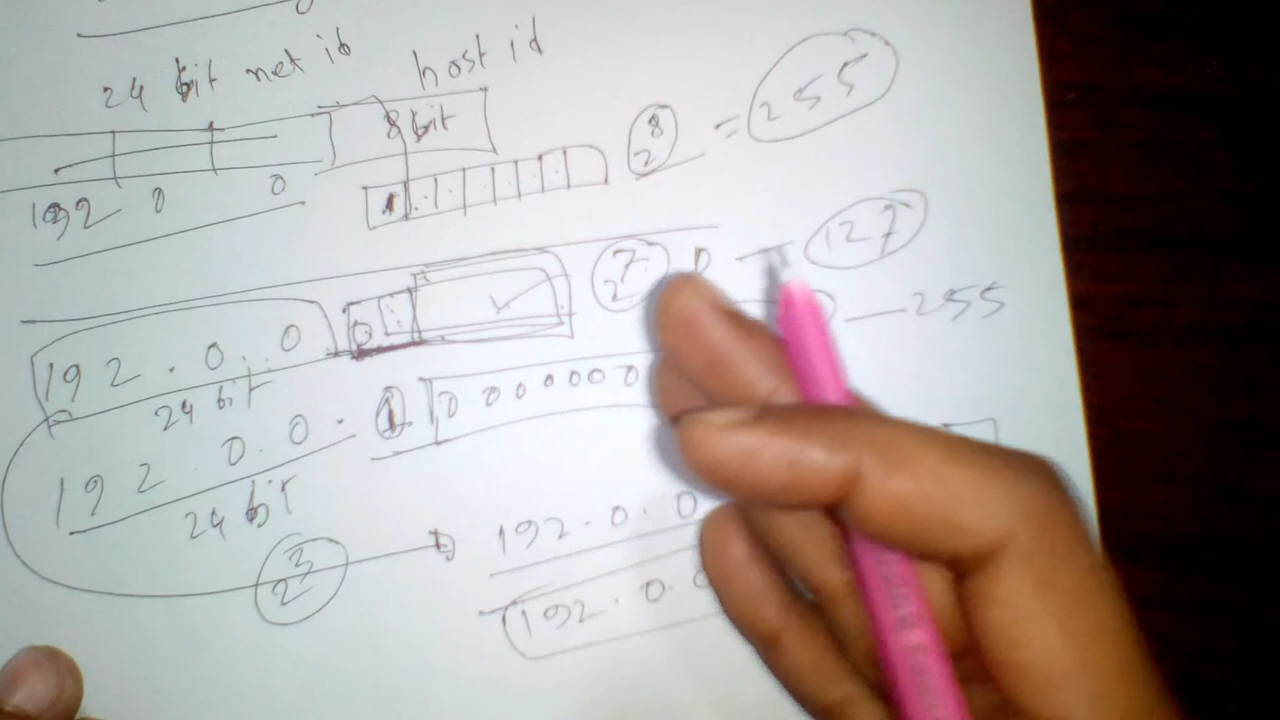 24 bit net id host id
8 bit
192 0 0
2^8 = 255
2^7 0 — 127
— 255
192 . 0 . 0 0
24 bit
192 . 0 . 0 . 1 0 0 0 0 0 0
24 bit
2^3
192 . 0 . 0
192 . 0 . 0